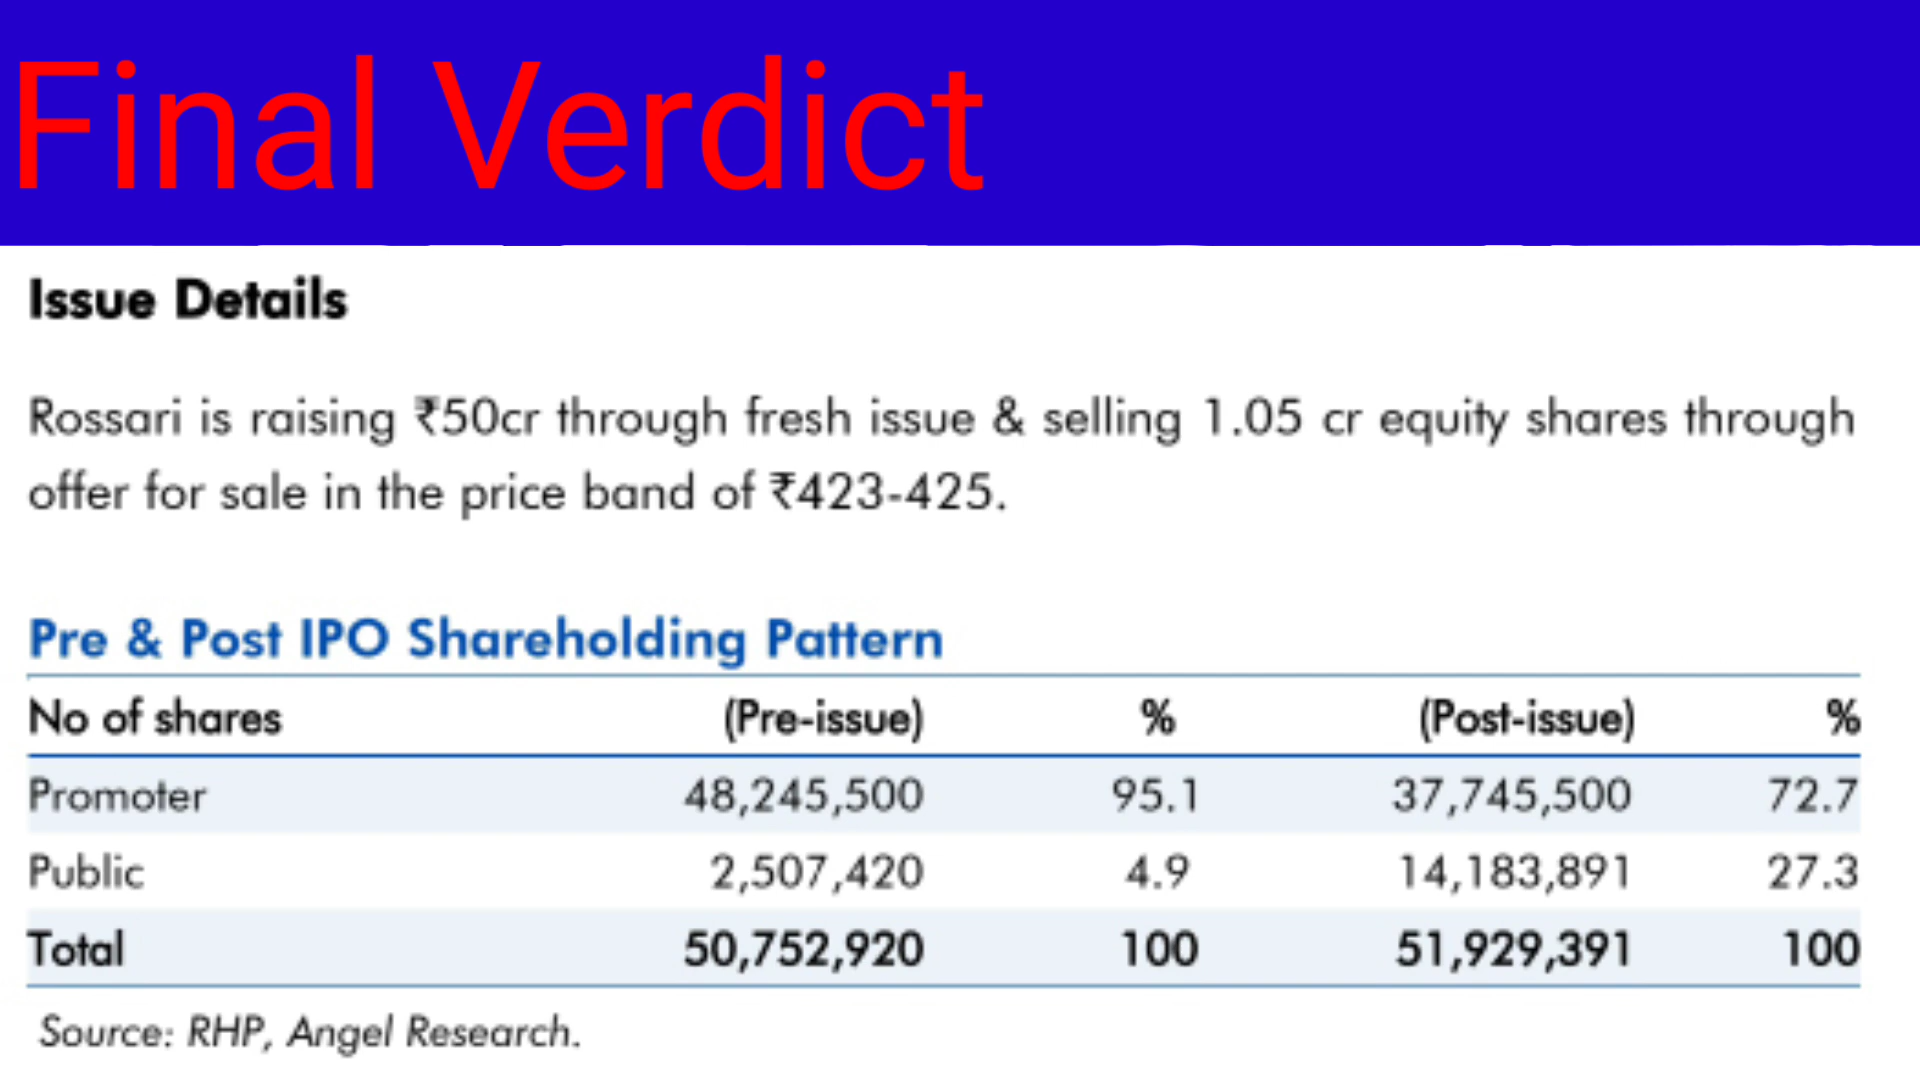 Final Verdict
Issue Details
Rossari is raising ₹50cr through fresh issue & selling 1.05 cr equity shares through
offer for sale in the price band of ₹423-425.
Pre & Post IPO Shareholding Pattern
No of shares (Pre-issue) % (Post-issue) %
Promoter 48,245,500 95.1 37,745,500 72.7
Public 2,507,420 4.9 14,183,891 27.3
Total 50,752,920 100 51,929,391 100
Source: RHP, Angel Research.